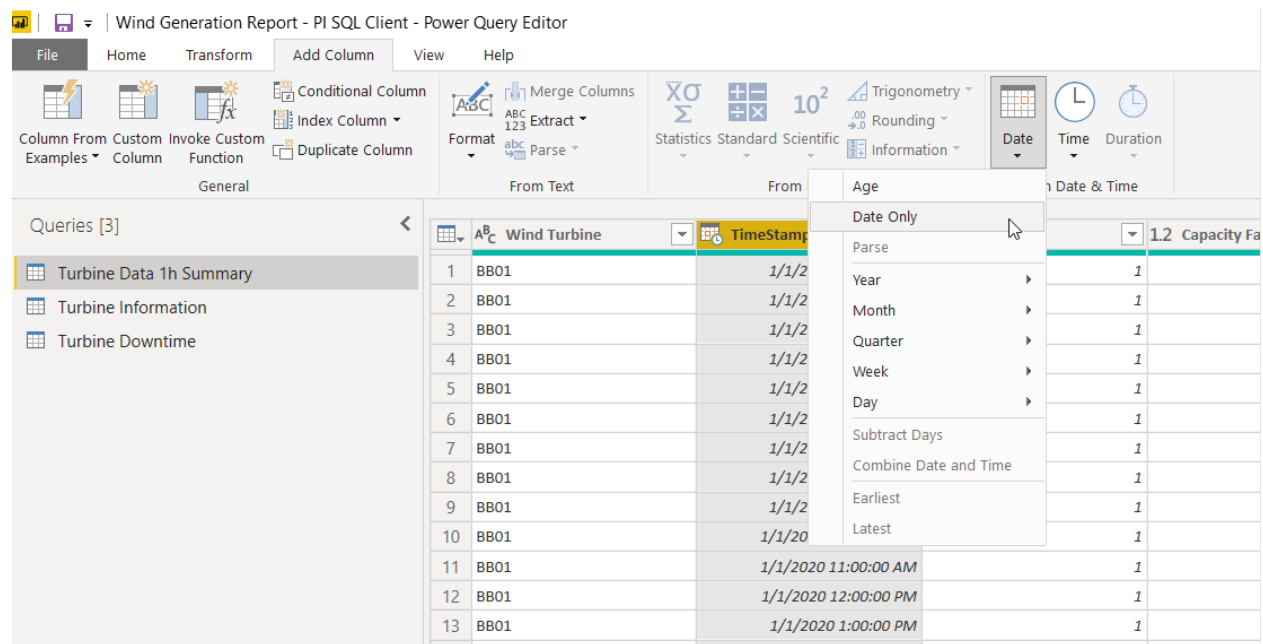 Wind Generation Report - PI SQL Client - Power Query Editor
File Home Transform Add Column View Help
Column From Examples
Custom Column
Invoke Custom Function
Conditional Column
Index Column
Duplicate Column
General
ABC
Format
Merge Columns
ABC 123 Extract
abc Parse
From Text
XΟ Σ
Statistics
Standard
10²
Scientific
Trigonometry
.00 →.0 Rounding
Information
From
Date
Time
Duration
Date & Time
Age
Date Only
Parse
Year
Month
Quarter
Week
Day
Subtract Days
Combine Date and Time
Earliest
Latest
Queries [3]
Turbine Data 1h Summary
Turbine Information
Turbine Downtime
ABC Wind Turbine TimeStamp 1.2 Capacity Fa
1 BB01 1/1/2 1
2 BB01 1/1/2 1
3 BB01 1/1/2 1
4 BB01 1/1/2 1
5 BB01 1/1/2 1
6 BB01 1/1/2 1
7 BB01 1/1/2 1
8 BB01 1/1/2 1
9 BB01 1/1/2 1
10 BB01 1/1/20 1
11 BB01 1/1/2020 11:00:00 AM 1
12 BB01 1/1/2020 12:00:00 PM 1
13 BB01 1/1/2020 1:00:00 PM 1